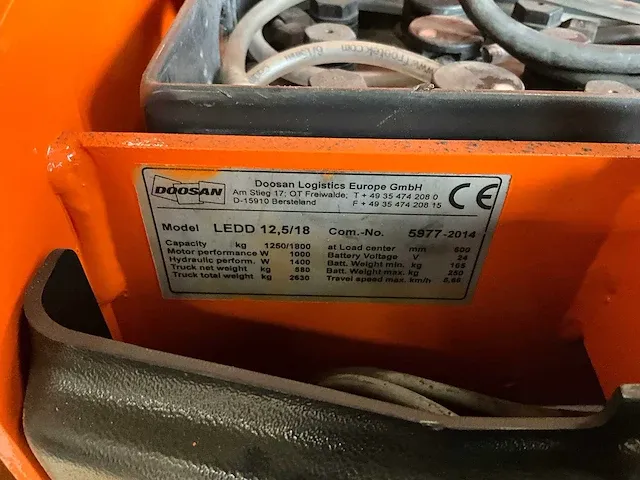 DOOSAN
Doosan Logistics Europe GmbH
Am Stieg 17; OT Freiwalde; T + 49 35 474 208 0
D-15910 Bersteland F + 49 35 474 208 15
CE
Model LEDD 12,5/18 Com.-No. 5977-2014
Capacity kg 1250/1800 at Load center mm 600
Motor performance W 1000 Battery Voltage V 24
Hydraulic perform. W 1400 Batt. Weight min. kg 165
Truck net weight kg 580 Batt. Weight max. kg 250
Truck total weight kg 2630 Travel speed max. km/h 5,65